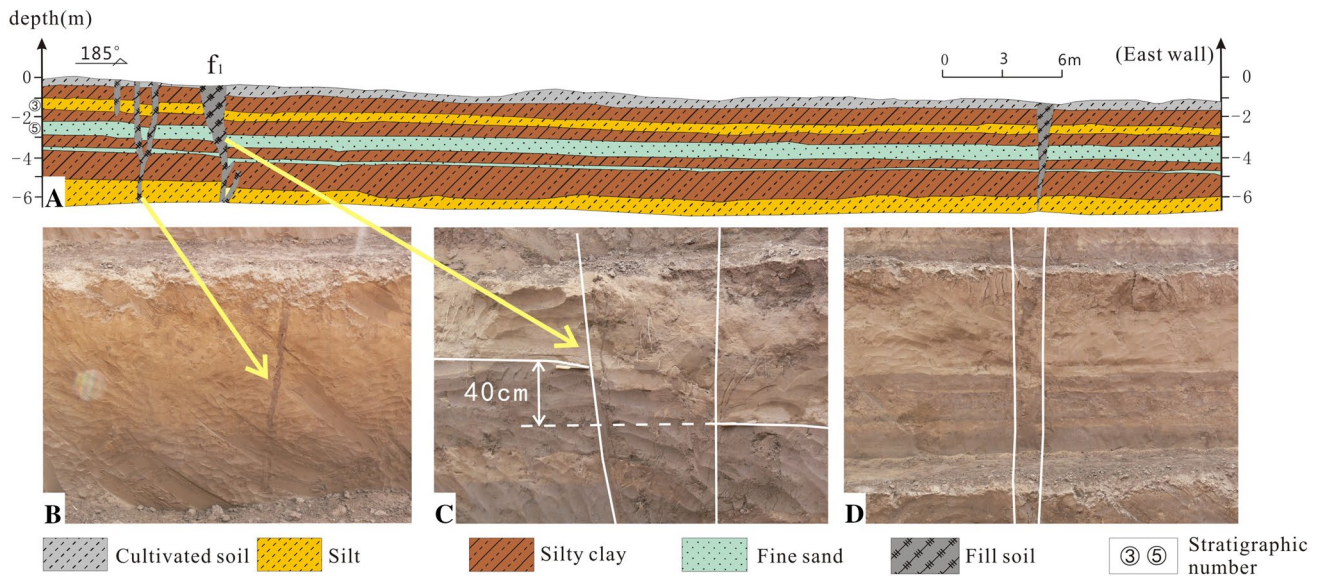 depth(m)
185°
f1
0 3 6m
(East wall)
0
③
-2
⑤
-4
-6
0
-2
-4
-6
A
40cm
B
C
D
Cultivated soil
Silt
Silty clay
Fine sand
Fill soil
③ ⑤
Stratigraphic
number